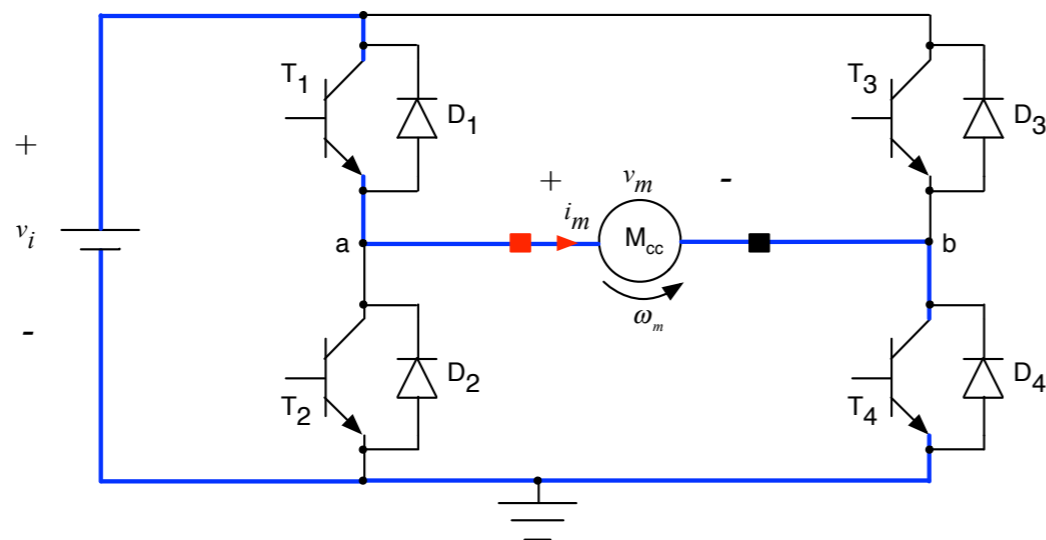 T1
D1
T3
D3
+
vi
-
+
vm
-
im
Mcc
a
b
ωm
T2
D2
T4
D4